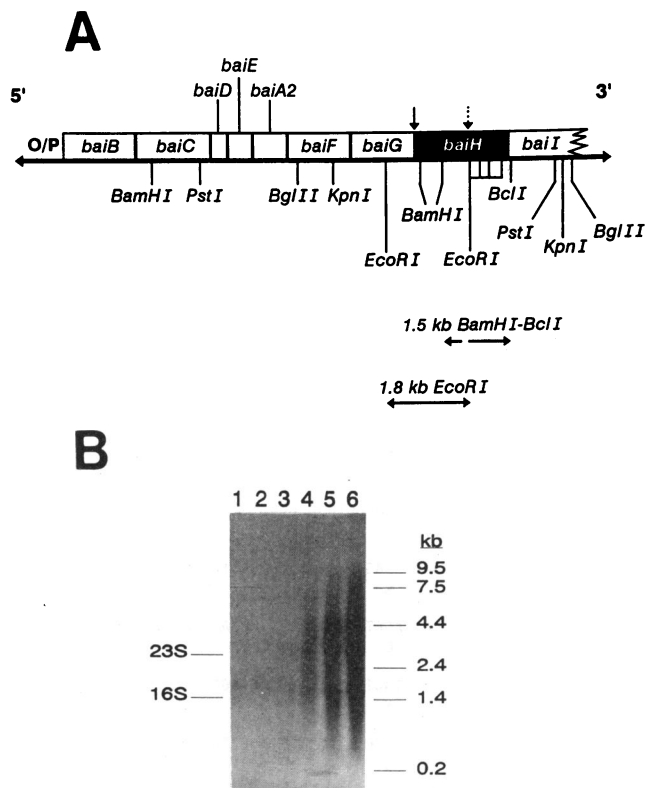 A
baiE
baiD baiA2
5' 3'
O/P baiB baiC baiF baiG baiH baiI
BamHI PstI BglII KpnI BamHI BclI
EcoRI EcoRI PstI KpnI BglII
1.5 kb BamHI-BclI
1.8 kb EcoRI
B
1 2 3 4 5 6
kb
9.5
7.5
4.4
23S
2.4
16S
1.4
0.2